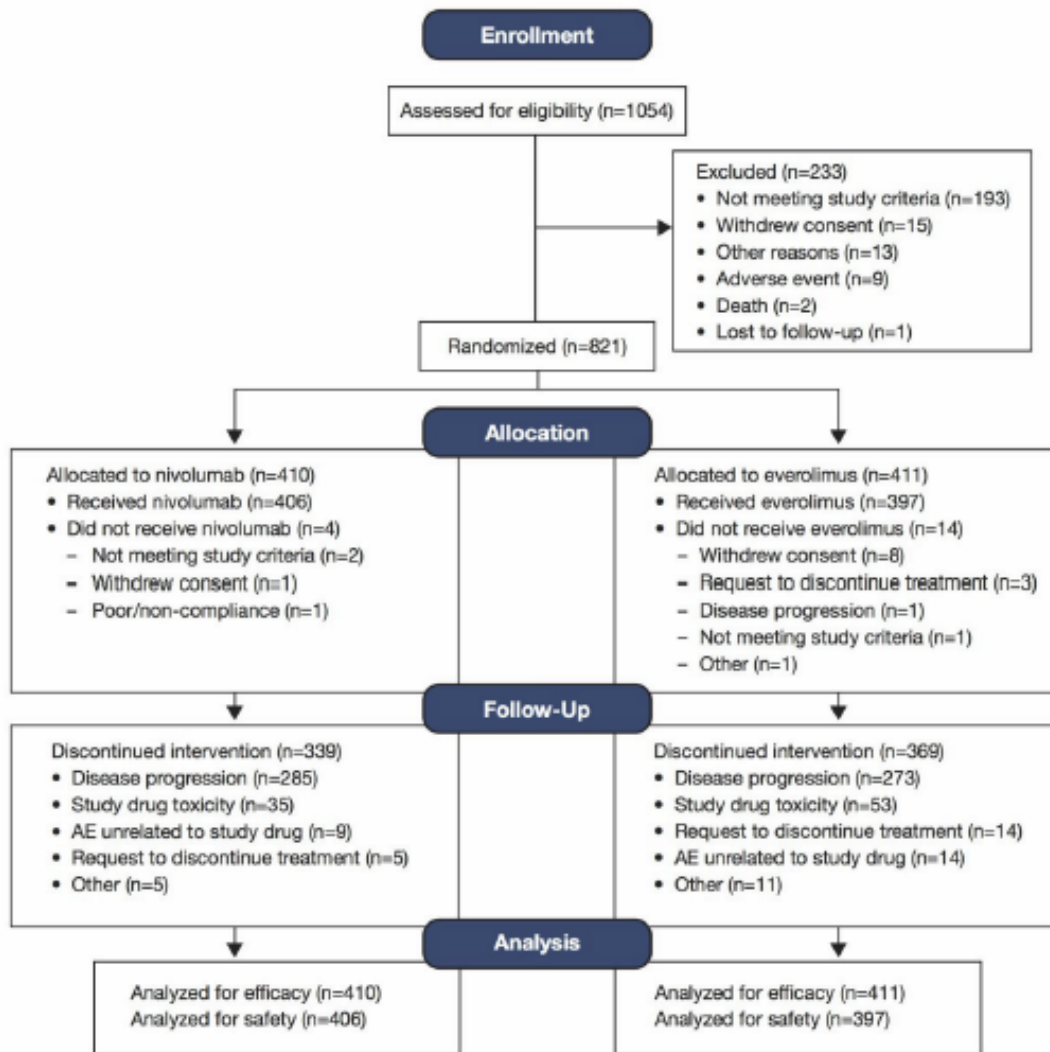 Enrollment
Assessed for eligibility (n=1054)
Excluded (n=233)
• Not meeting study criteria (n=193)
• Withdrew consent (n=15)
• Other reasons (n=13)
• Adverse event (n=9)
• Death (n=2)
• Lost to follow-up (n=1)
Randomized (n=821)
Allocation
Allocated to nivolumab (n=410)
• Received nivolumab (n=406)
• Did not receive nivolumab (n=4)
– Not meeting study criteria (n=2)
– Withdrew consent (n=1)
– Poor/non-compliance (n=1)
Allocated to everolimus (n=411)
• Received everolimus (n=397)
• Did not receive everolimus (n=14)
– Withdrew consent (n=8)
– Request to discontinue treatment (n=3)
– Disease progression (n=1)
– Not meeting study criteria (n=1)
– Other (n=1)
Follow-Up
Discontinued intervention (n=339)
• Disease progression (n=285)
• Study drug toxicity (n=35)
• AE unrelated to study drug (n=9)
• Request to discontinue treatment (n=5)
• Other (n=5)
Discontinued intervention (n=369)
• Disease progression (n=273)
• Study drug toxicity (n=53)
• Request to discontinue treatment (n=14)
• AE unrelated to study drug (n=14)
• Other (n=11)
Analysis
Analyzed for efficacy (n=410)
Analyzed for safety (n=406)
Analyzed for efficacy (n=411)
Analyzed for safety (n=397)